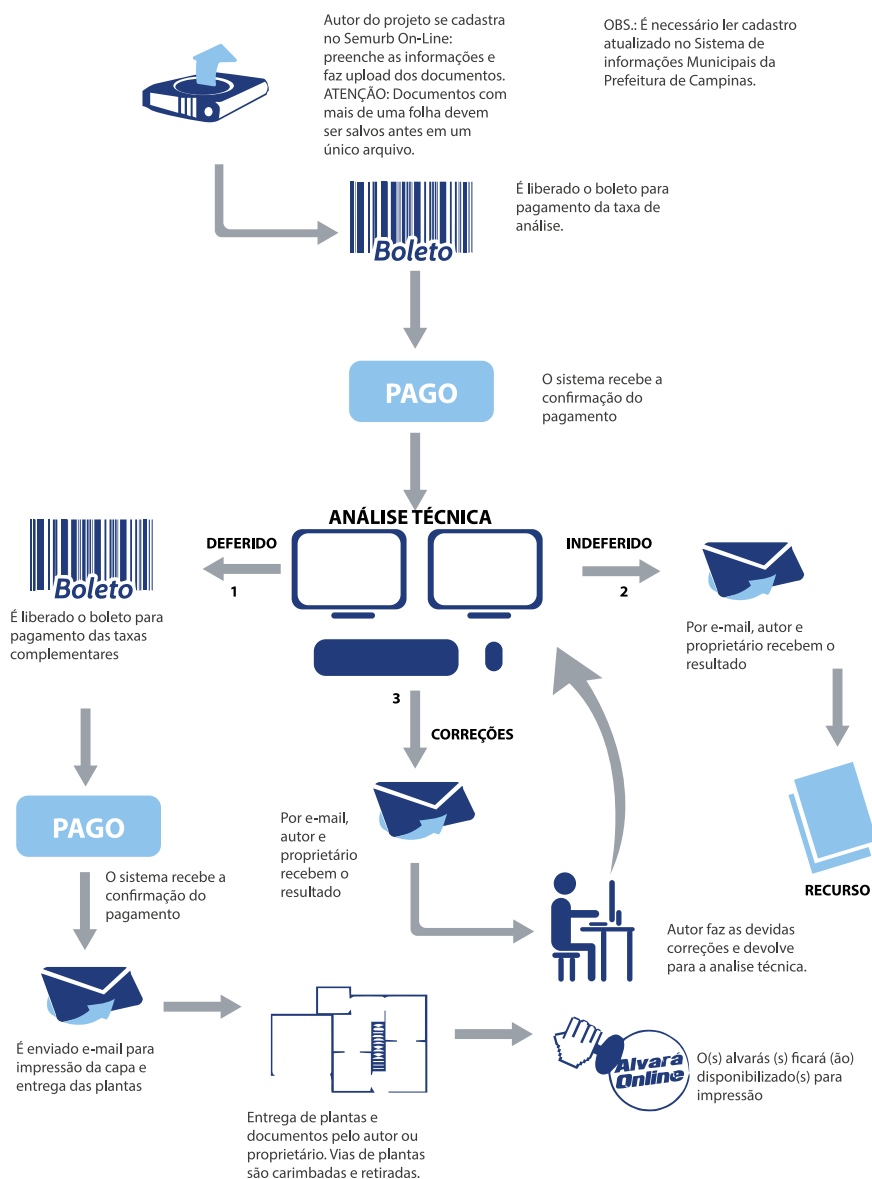 Autor do projeto se cadastra
no Semurb On-Line:
preenche as informações e
faz upload dos documentos.
ATENÇÃO: Documentos com
mais de uma folha devem
ser salvos antes em um
único arquivo.
OBS.: É necessário ler cadastro
atualizado no Sistema de
informações Municipais da
Prefeitura de Campinas.
Boleto
É liberado o boleto para
pagamento da taxa de
análise.
PAGO
O sistema recebe a
confirmação do
pagamento
ANÁLISE TÉCNICA
DEFERIDO
1
Boleto
É liberado o boleto para
pagamento das taxas
complementares
INDEFERIDO
2
Por e-mail, autor e
proprietário recebem o
resultado
RECURSO
3
CORREÇÕES
Por e-mail,
autor e
proprietário
recebem o
resultado
Autor faz as devidas
correções e devolve
para a analise técnica.
PAGO
O sistema recebe a
confirmação do
pagamento
É enviado e-mail para
impressão da capa e
entrega das plantas
Entrega de plantas e
documentos pelo autor ou
proprietário. Vias de plantas
são carimbadas e retiradas.
Alvará
Online
O(s) alvarás (s) ficará (ão)
disponibilizado(s) para
impressão